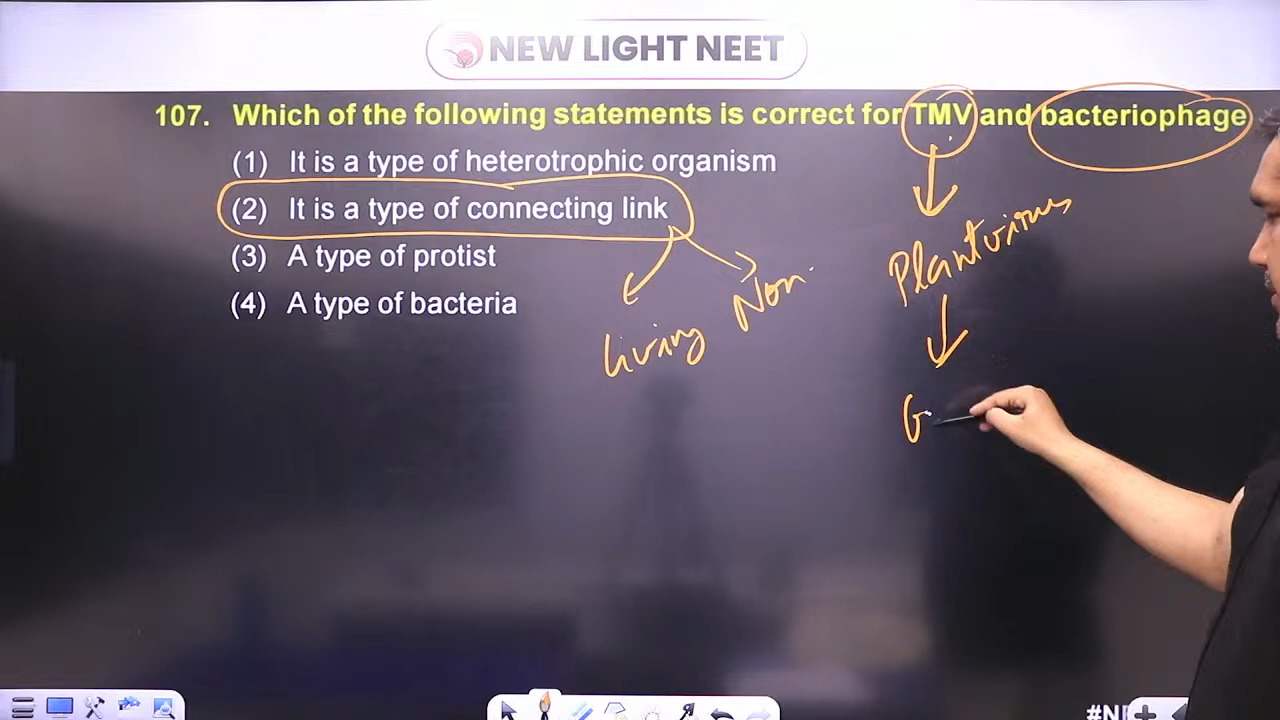 NEW LIGHT NEET
107. Which of the following statements is correct for TMV and bacteriophage
(1) It is a type of heterotrophic organism
(2) It is a type of connecting link
(3) A type of protist
(4) A type of bacteria
Living Non.
Plant virus
G